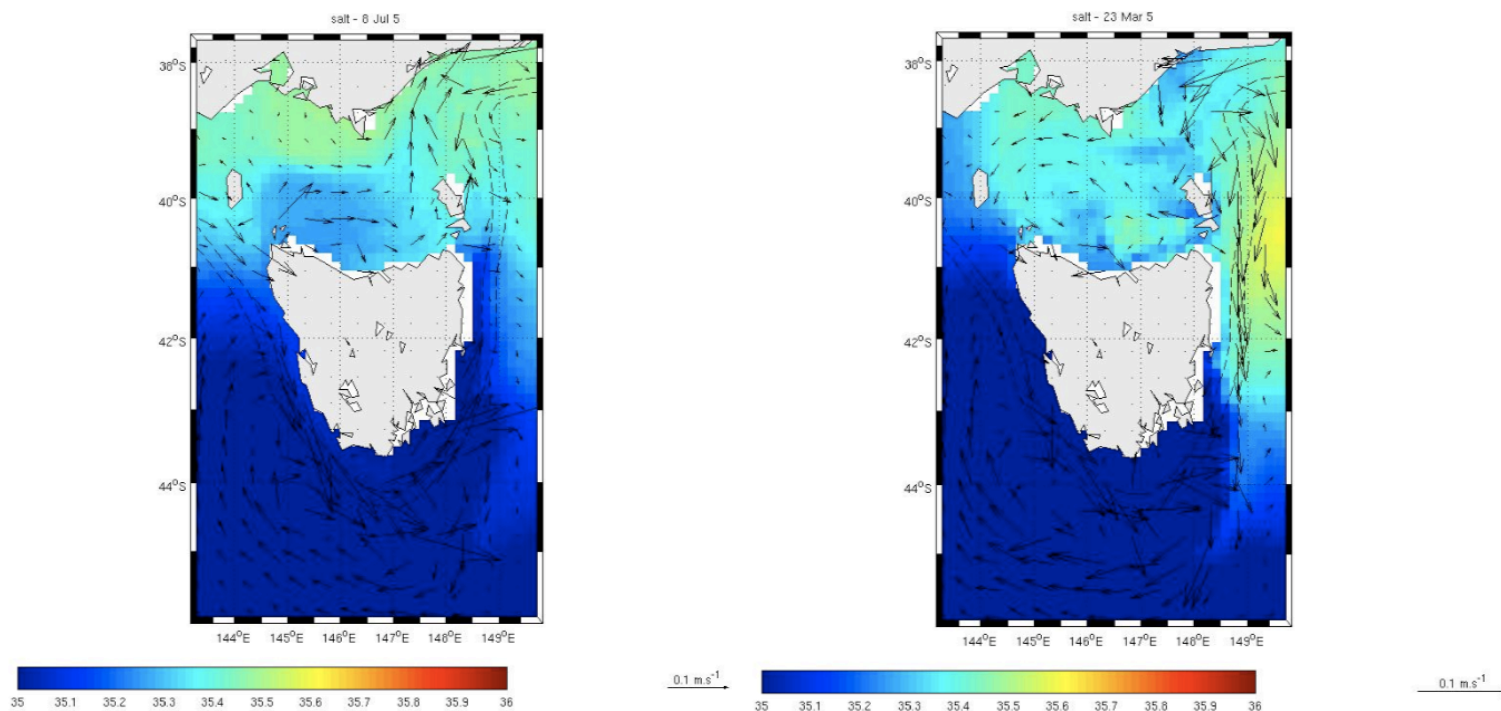 salt - 8 Jul 5
38°S
40°S
42°S
44°S
144°E 145°E 146°E 147°E 148°E 149°E
35 35.1 35.2 35.3 35.4 35.5 35.6 35.7 35.8 35.9 36
0.1 m.s⁻¹
salt - 23 Mar 5
38°S
40°S
42°S
44°S
144°E 145°E 146°E 147°E 148°E 149°E
35 35.1 35.2 35.3 35.4 35.5 35.6 35.7 35.8 35.9 36
0.1 m.s⁻¹